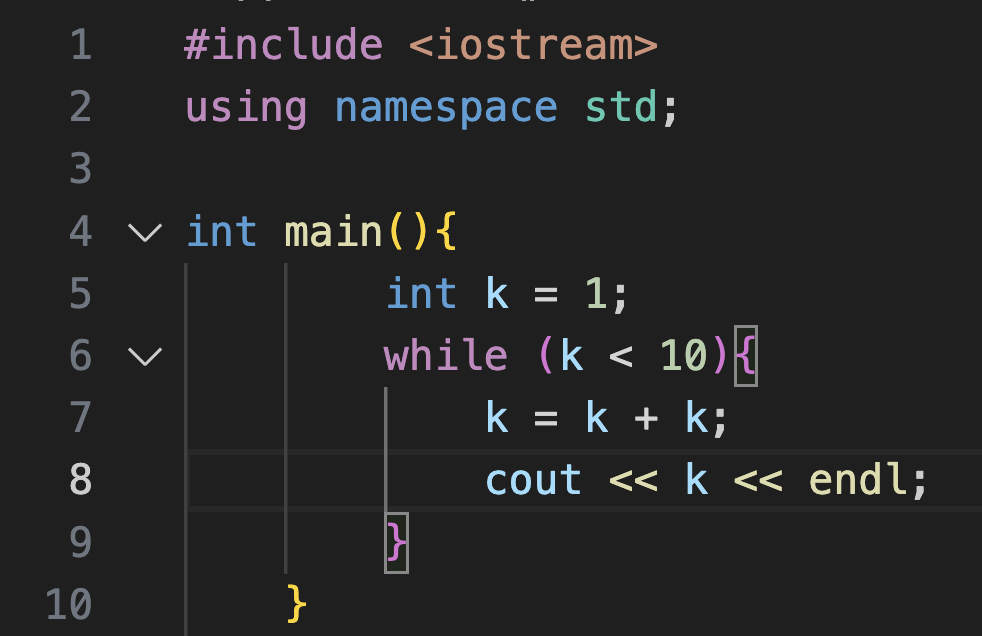 1 #include <iostream>
2 using namespace std;
3
4 int main(){
5 int k = 1;
6 while (k < 10){
7 k = k + k;
8 cout << k << endl;
9 }
10 }